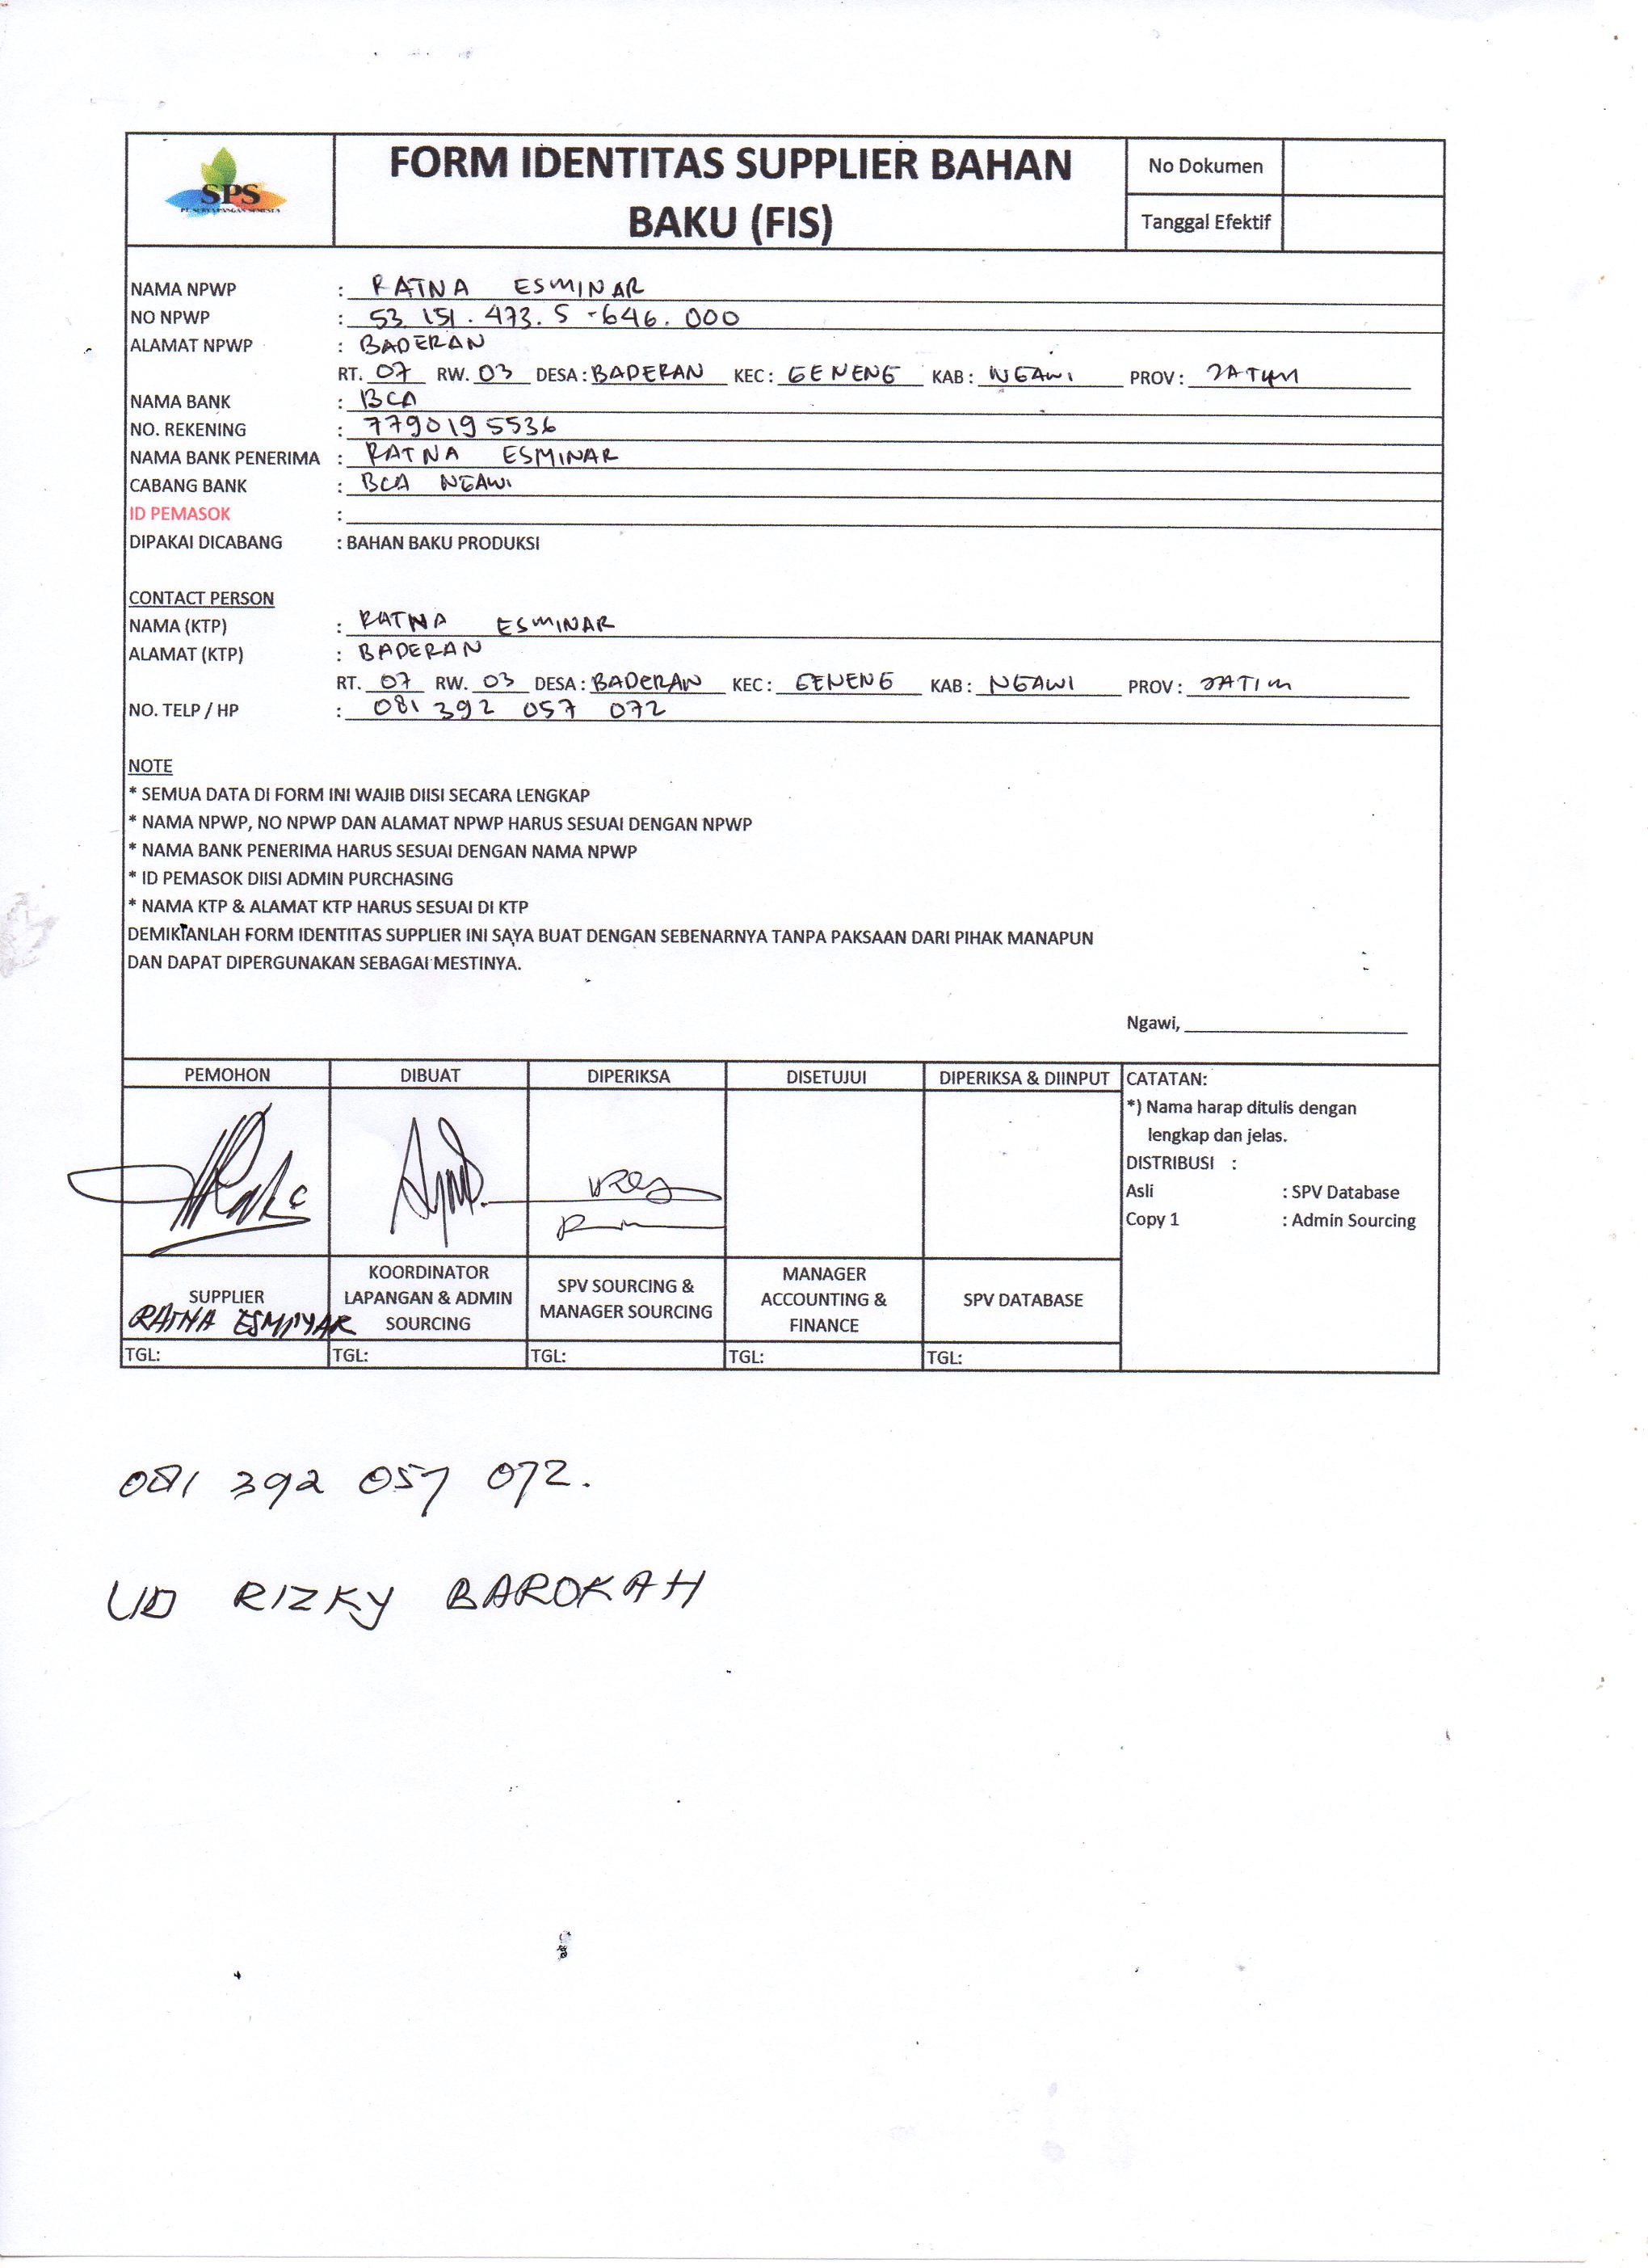 SPS
FORM IDENTITAS SUPPLIER BAHAN BAKU (FIS)
No Dokumen
Tanggal Efektif
NAMA NPWP : RATNA ESMINAR
NO NPWP : 53 151.473.5-646.000
ALAMAT NPWP : BADERAN
RT. 07 RW. 03 DESA : BADERAN KEC : GENENG KAB : NGAWI PROV : JATIM
NAMA BANK : BCA
NO. REKENING : 7790195536
NAMA BANK PENERIMA : RATNA ESMINAR
CABANG BANK : BCA NGAWI
ID PEMASOK :
DIPAKAI DICABANG : BAHAN BAKU PRODUKSI
CONTACT PERSON
NAMA (KTP) : RATNA ESMINAR
ALAMAT (KTP) : BADERAN
RT. 07 RW. 03 DESA : BADERAN KEC : GENENG KAB : NGAWI PROV : JATIM
NO. TELP / HP : 081 392 057 072
NOTE
* SEMUA DATA DI FORM INI WAJIB DIISI SECARA LENGKAP
* NAMA NPWP, NO NPWP DAN ALAMAT NPWP HARUS SESUAI DENGAN NPWP
* NAMA BANK PENERIMA HARUS SESUAI DENGAN NAMA NPWP
* ID PEMASOK DIISI ADMIN PURCHASING
* NAMA KTP & ALAMAT KTP HARUS SESUAI DI KTP
DEMIKIANLAH FORM IDENTITAS SUPPLIER INI SAYA BUAT DENGAN SEBENARNYA TANPA PAKSAAN DARI PIHAK MANAPUN
DAN DAPAT DIPERGUNAKAN SEBAGAI MESTINYA.
Ngawi,
PEMOHON DIBUAT DIPERIKSA DISETUJUI DIPERIKSA & DIINPUT
CATATAN:
*) Nama harap ditulis dengan
lengkap dan jelas.
DISTRIBUSI :
Asli : SPV Database
Copy 1 : Admin Sourcing
SUPPLIER
RATNA ESMINAR
KOORDINATOR
LAPANGAN & ADMIN
SOURCING
SPV SOURCING &
MANAGER SOURCING
MANAGER
ACCOUNTING &
FINANCE
SPV DATABASE
TGL: TGL: TGL: TGL: TGL:
081 392 057 072.
UD RIZKY BAROKAH